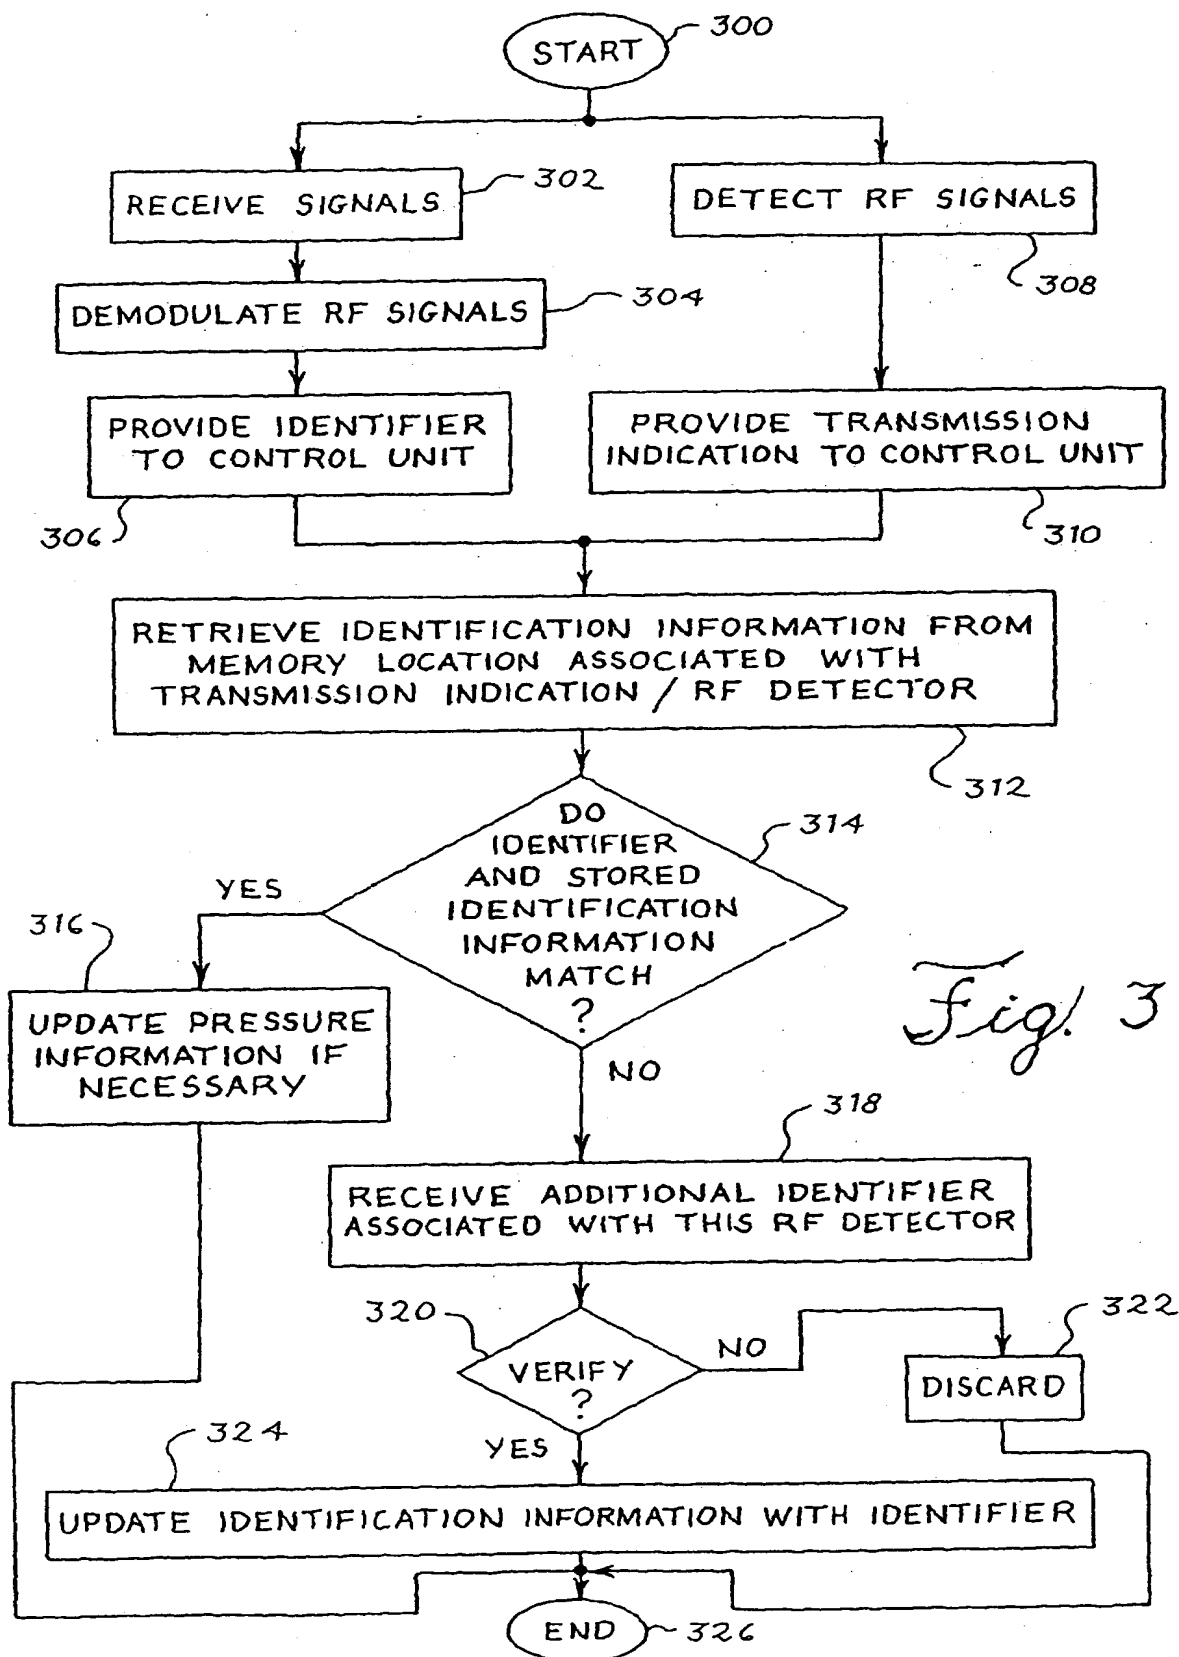 START
300
RECEIVE SIGNALS
302
DETECT RF SIGNALS
308
DEMODULATE RF SIGNALS
304
PROVIDE IDENTIFIER
TO CONTROL UNIT
306
PROVIDE TRANSMISSION
INDICATION TO CONTROL UNIT
310
RETRIEVE IDENTIFICATION INFORMATION FROM
MEMORY LOCATION ASSOCIATED WITH
TRANSMISSION INDICATION / RF DETECTOR
312
DO
IDENTIFIER
AND STORED
IDENTIFICATION
INFORMATION
MATCH
?
314
YES
316
UPDATE PRESSURE
INFORMATION IF
NECESSARY
Fig. 3
NO
318
RECEIVE ADDITIONAL IDENTIFIER
ASSOCIATED WITH THIS RF DETECTOR
320
VERIFY
?
NO
322
DISCARD
YES
324
UPDATE IDENTIFICATION INFORMATION WITH IDENTIFIER
END
326